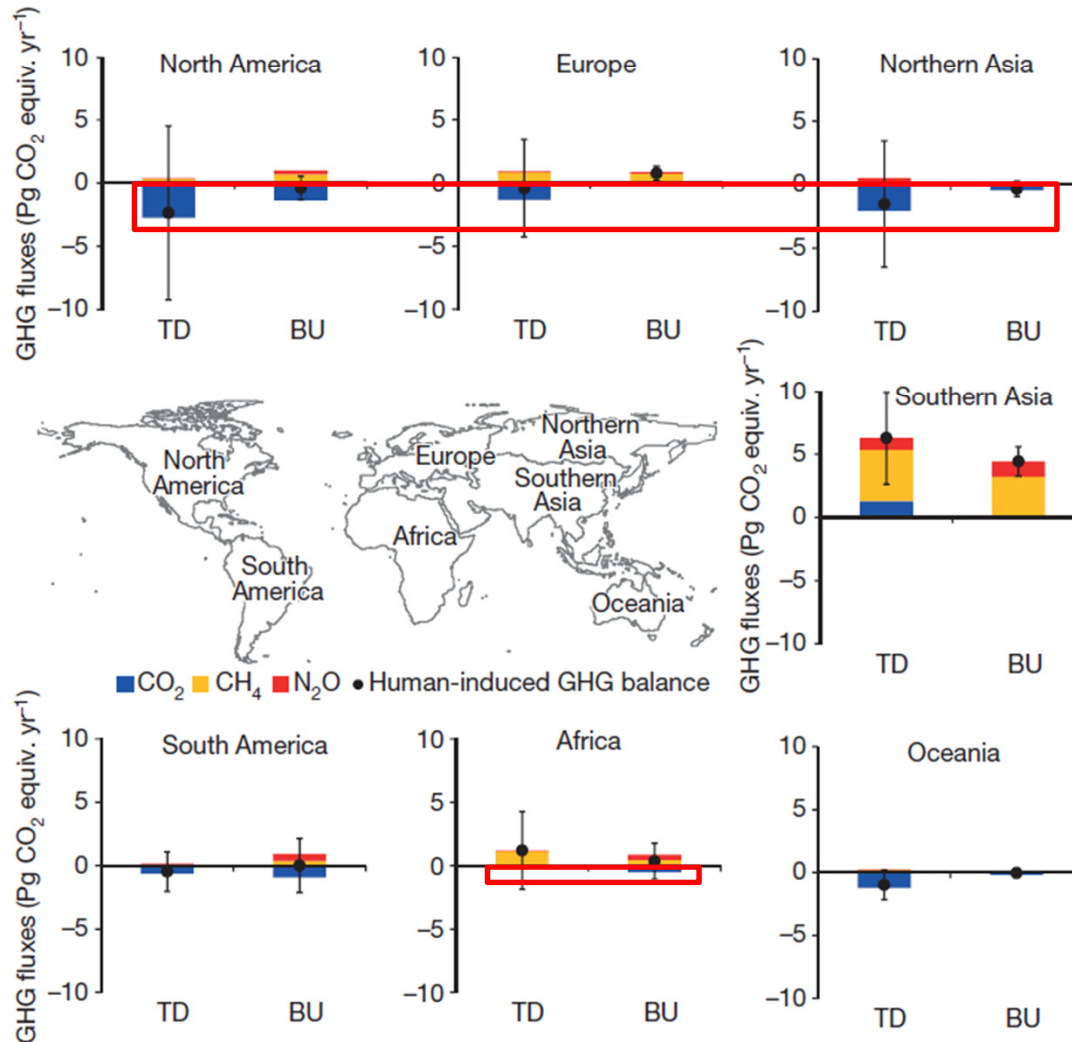 GHG fluxes (Pg CO₂ equiv. yr⁻¹)
North America
10
5
0
−5
−10
TD BU
Europe
10
5
0
−5
−10
TD BU
Northern Asia
10
5
0
−5
−10
TD BU
North
America
South
America
Europe
Africa
Northern
Asia
Southern
Asia
Oceania
GHG fluxes (Pg CO₂ equiv. yr⁻¹)
Southern Asia
10
5
0
−5
−10
TD BU
CO₂ CH₄ N₂O Human-induced GHG balance
GHG fluxes (Pg CO₂ equiv. yr⁻¹)
South America
10
5
0
−5
−10
TD BU
Africa
10
5
0
−5
−10
TD BU
Oceania
10
5
0
−5
−10
TD BU